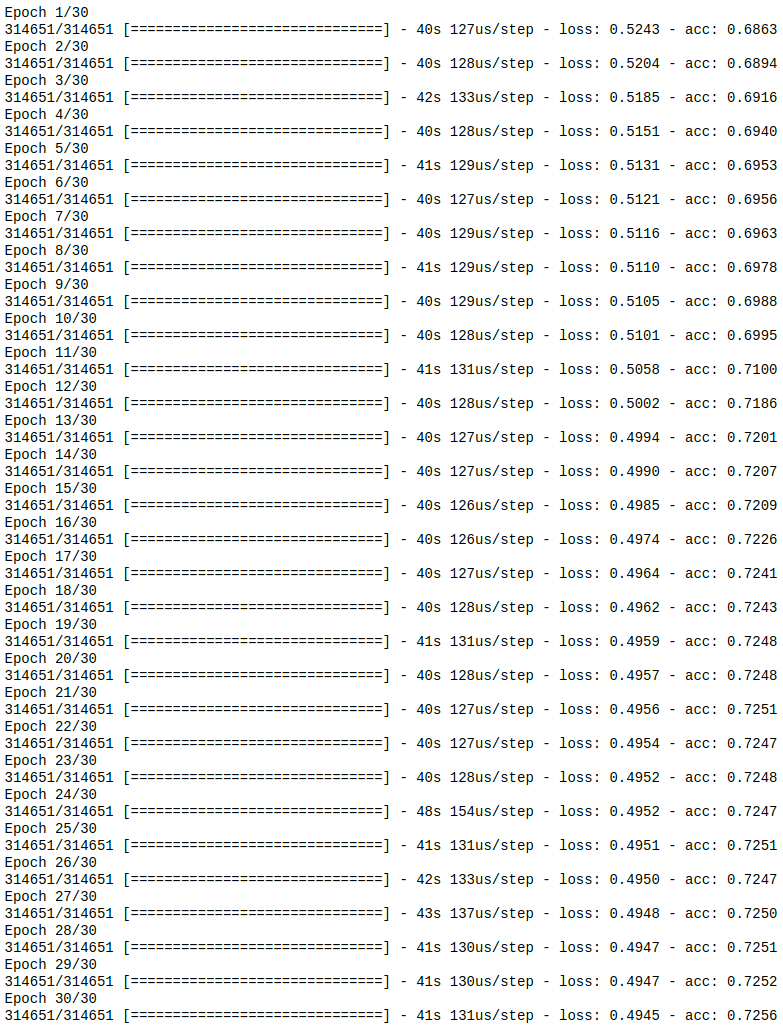 Epoch 1/30
314651/314651 [==============================] - 40s 127us/step - loss: 0.5243 - acc: 0.6863
Epoch 2/30
314651/314651 [==============================] - 40s 128us/step - loss: 0.5204 - acc: 0.6894
Epoch 3/30
314651/314651 [==============================] - 42s 133us/step - loss: 0.5185 - acc: 0.6916
Epoch 4/30
314651/314651 [==============================] - 40s 128us/step - loss: 0.5151 - acc: 0.6940
Epoch 5/30
314651/314651 [==============================] - 41s 129us/step - loss: 0.5131 - acc: 0.6953
Epoch 6/30
314651/314651 [==============================] - 40s 127us/step - loss: 0.5121 - acc: 0.6956
Epoch 7/30
314651/314651 [==============================] - 40s 129us/step - loss: 0.5116 - acc: 0.6963
Epoch 8/30
314651/314651 [==============================] - 41s 129us/step - loss: 0.5110 - acc: 0.6978
Epoch 9/30
314651/314651 [==============================] - 40s 129us/step - loss: 0.5105 - acc: 0.6988
Epoch 10/30
314651/314651 [==============================] - 40s 128us/step - loss: 0.5101 - acc: 0.6995
Epoch 11/30
314651/314651 [==============================] - 41s 131us/step - loss: 0.5058 - acc: 0.7100
Epoch 12/30
314651/314651 [==============================] - 40s 128us/step - loss: 0.5002 - acc: 0.7186
Epoch 13/30
314651/314651 [==============================] - 40s 127us/step - loss: 0.4994 - acc: 0.7201
Epoch 14/30
314651/314651 [==============================] - 40s 127us/step - loss: 0.4990 - acc: 0.7207
Epoch 15/30
314651/314651 [==============================] - 40s 126us/step - loss: 0.4985 - acc: 0.7209
Epoch 16/30
314651/314651 [==============================] - 40s 126us/step - loss: 0.4974 - acc: 0.7226
Epoch 17/30
314651/314651 [==============================] - 40s 127us/step - loss: 0.4964 - acc: 0.7241
Epoch 18/30
314651/314651 [==============================] - 40s 128us/step - loss: 0.4962 - acc: 0.7243
Epoch 19/30
314651/314651 [==============================] - 41s 131us/step - loss: 0.4959 - acc: 0.7248
Epoch 20/30
314651/314651 [==============================] - 40s 128us/step - loss: 0.4957 - acc: 0.7248
Epoch 21/30
314651/314651 [==============================] - 40s 127us/step - loss: 0.4956 - acc: 0.7251
Epoch 22/30
314651/314651 [==============================] - 40s 127us/step - loss: 0.4954 - acc: 0.7247
Epoch 23/30
314651/314651 [==============================] - 40s 128us/step - loss: 0.4952 - acc: 0.7248
Epoch 24/30
314651/314651 [==============================] - 48s 154us/step - loss: 0.4952 - acc: 0.7247
Epoch 25/30
314651/314651 [==============================] - 41s 131us/step - loss: 0.4951 - acc: 0.7251
Epoch 26/30
314651/314651 [==============================] - 42s 133us/step - loss: 0.4950 - acc: 0.7247
Epoch 27/30
314651/314651 [==============================] - 43s 137us/step - loss: 0.4948 - acc: 0.7250
Epoch 28/30
314651/314651 [==============================] - 41s 130us/step - loss: 0.4947 - acc: 0.7251
Epoch 29/30
314651/314651 [==============================] - 41s 130us/step - loss: 0.4947 - acc: 0.7252
Epoch 30/30
314651/314651 [==============================] - 41s 131us/step - loss: 0.4945 - acc: 0.7256